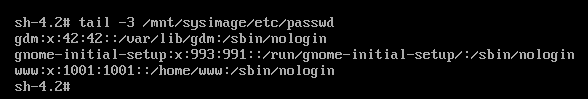 sh-4.2# tail -3 /mnt/sysimage/etc/passwd
gdm:x:42:42::/var/lib/gdm:/sbin/nologin
gnome-initial-setup:x:993:991::/run/gnome-initial-setup/:/sbin/nologin
www:x:1001:1001::/home/www:/sbin/nologin
sh-4.2#